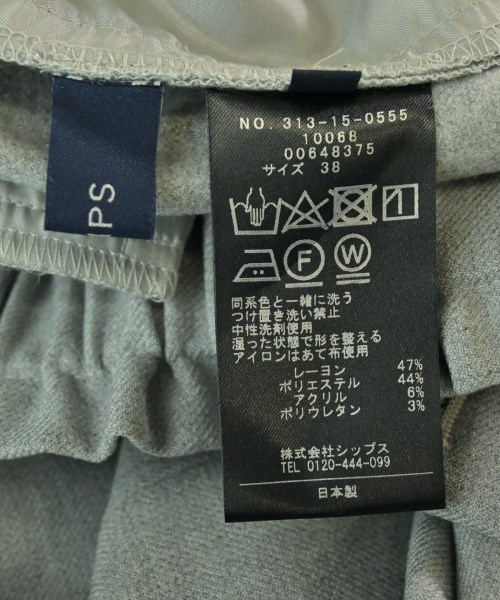 PS
NO. 313-15-0555
10068
00648375
サイズ 38
F W
同系色と一緒に洗う
つけ置き洗い禁止
中性洗剤使用
湿った状態で形を整える
アイロンはあて布使用
レーヨン 47%
ポリエステル 44%
アクリル 6%
ポリウレタン 3%
株式会社シップス
TEL 0120-444-099
日本製